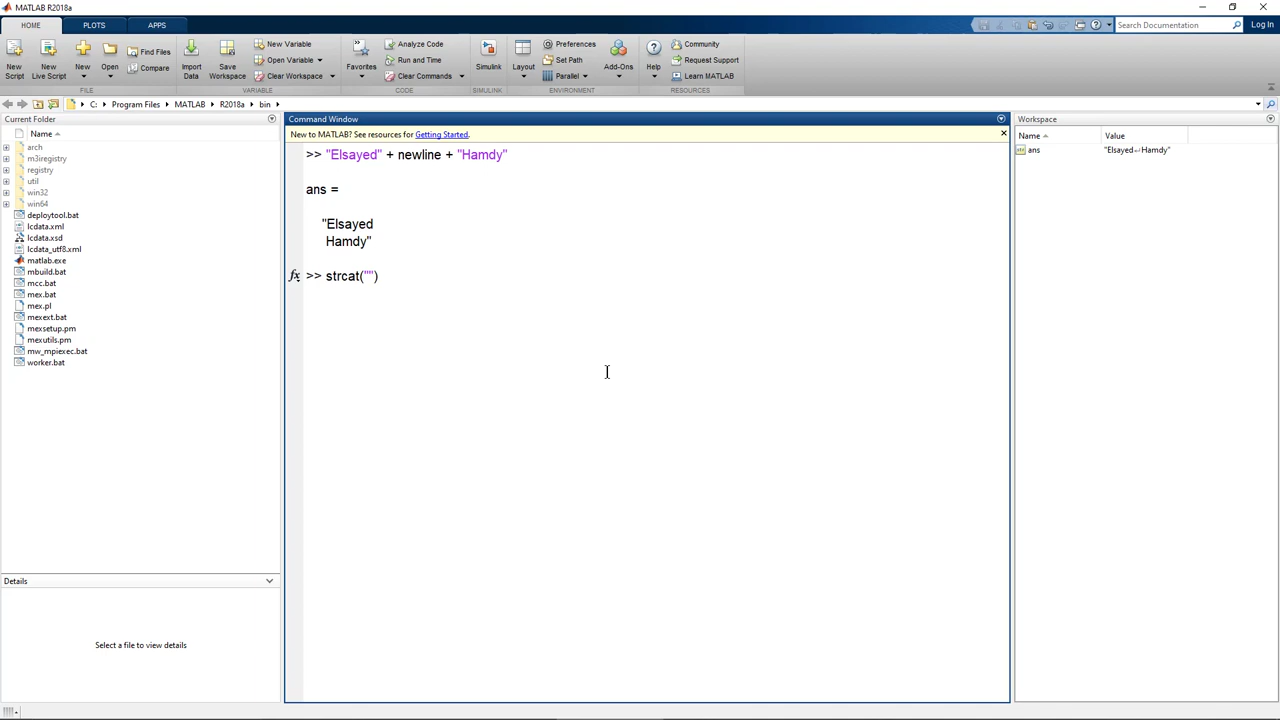 MATLAB R2018a
HOME
PLOTS
APPS
Search Documentation
Log In
New Script
New Live Script
New
Open
Find Files
Compare
Import Data
Save Workspace
New Variable
Open Variable
Clear Workspace
Favorites
Analyze Code
Run and Time
Clear Commands
Simulink
Layout
Preferences
Set Path
Parallel
Add-Ons
Help
Community
Request Support
Learn MATLAB
FILE
VARIABLE
CODE
SIMULINK
ENVIRONMENT
RESOURCES
C: Program Files MATLAB R2018a bin
Current Folder
Name
arch
m3iregistry
registry
util
win32
win64
deploytool.bat
lcdata.xml
lcdata.xsd
lcdata_utf8.xml
matlab.exe
mbuild.bat
mcc.bat
mex.bat
mex.pl
mexext.bat
mexsetup.pm
mexutils.pm
mw_mpiexec.bat
worker.bat
Details
Select a file to view details
Command Window
New to MATLAB? See resources for Getting Started.
>> "Elsayed" + newline + "Hamdy"
ans =
"Elsayed
Hamdy"
fx >> strcat("")
Workspace
Name Value
ans "Elsayed↵Hamdy"